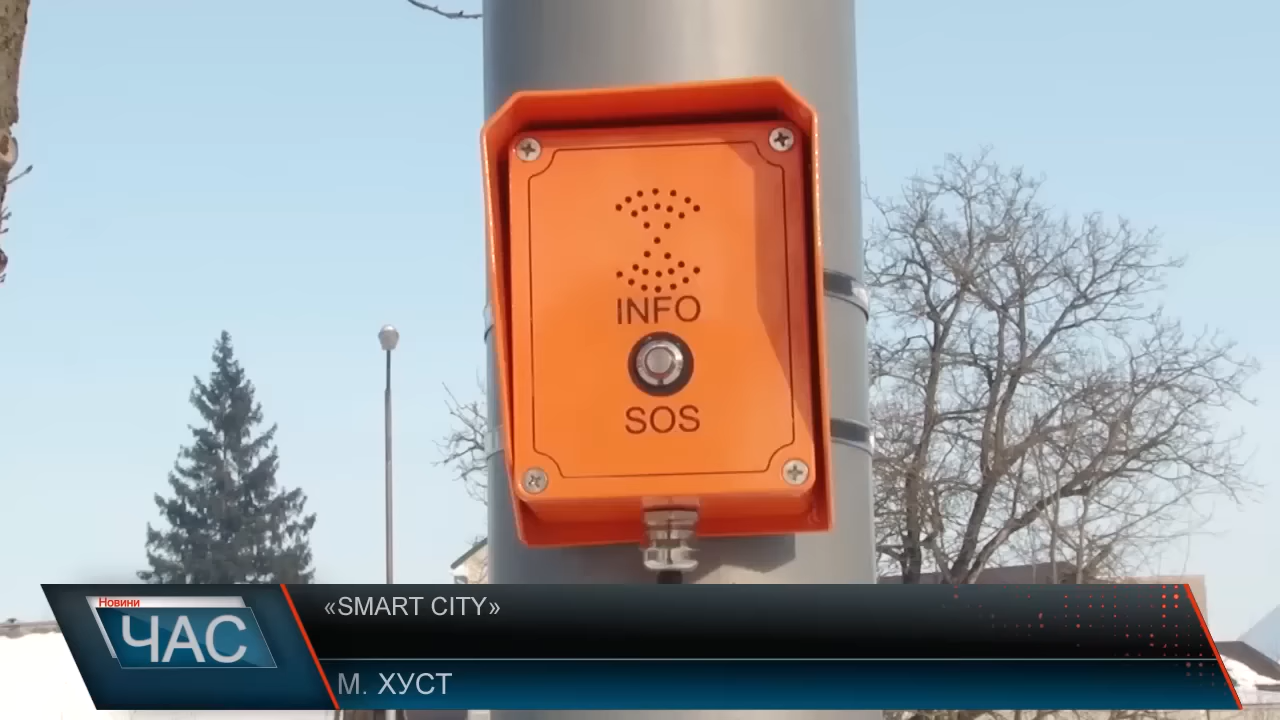 INFO
SOS
«SMART CITY»
Новини
ЧАС
М. ХУСТ